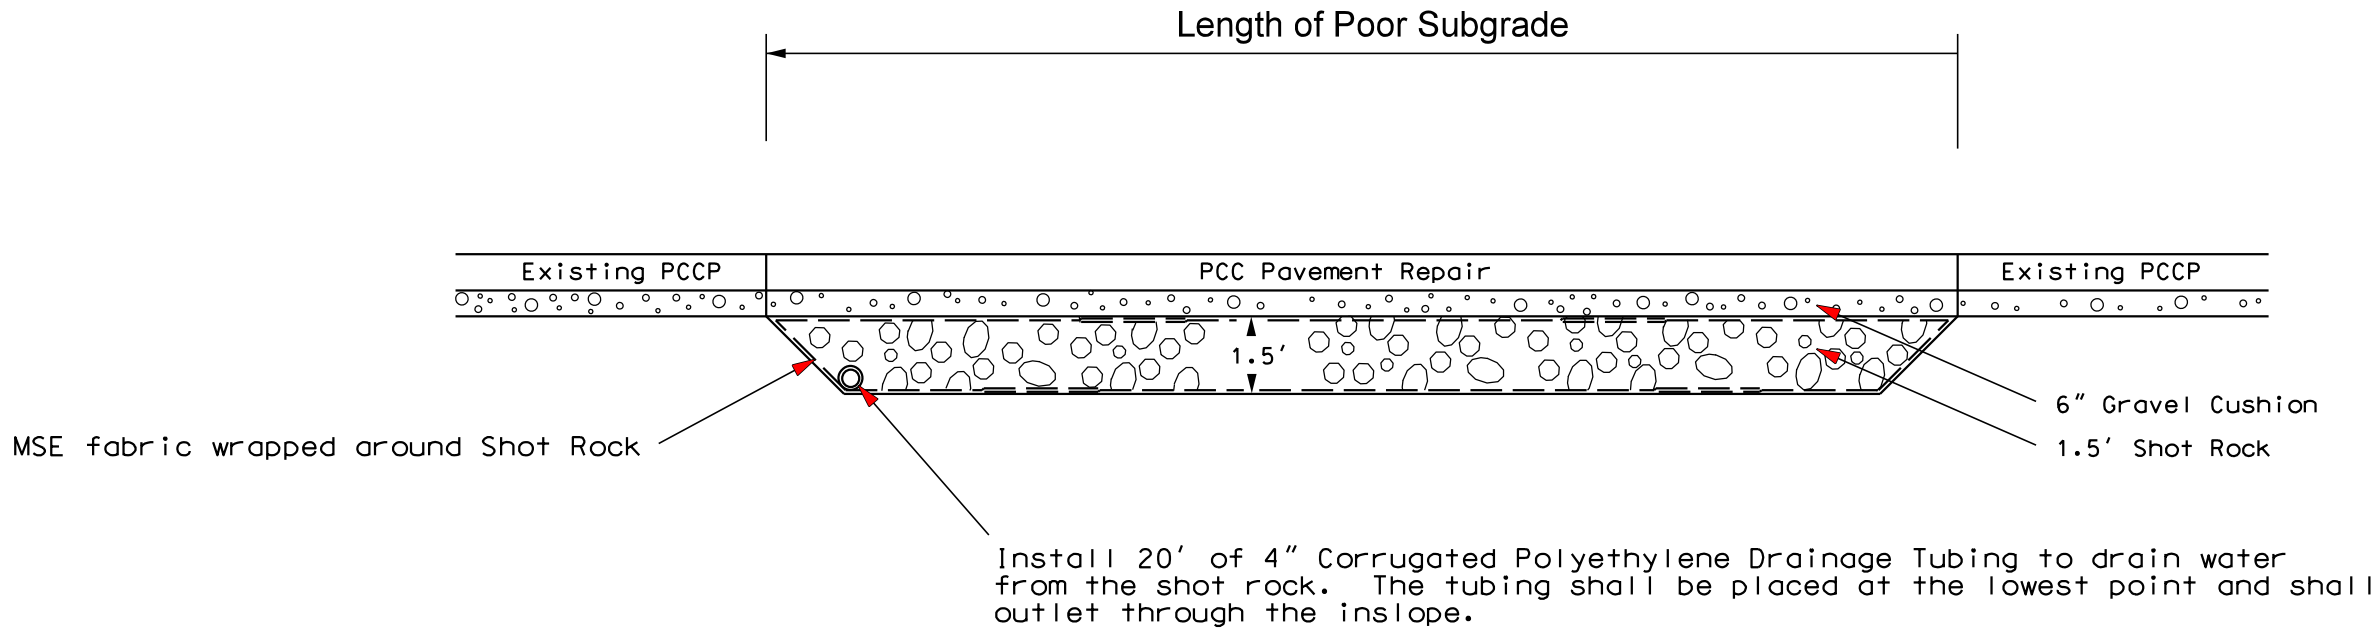 Length of Poor Subgrade
Existing PCCP
PCC Pavement Repair
Existing PCCP
1.5'
6" Gravel Cushion
MSE fabric wrapped around Shot Rock
1.5' Shot Rock
Install 20' of 4" Corrugated Polyethylene Drainage Tubing to drain water
from the shot rock. The tubing shall be placed at the lowest point and shall
outlet through the inslope.